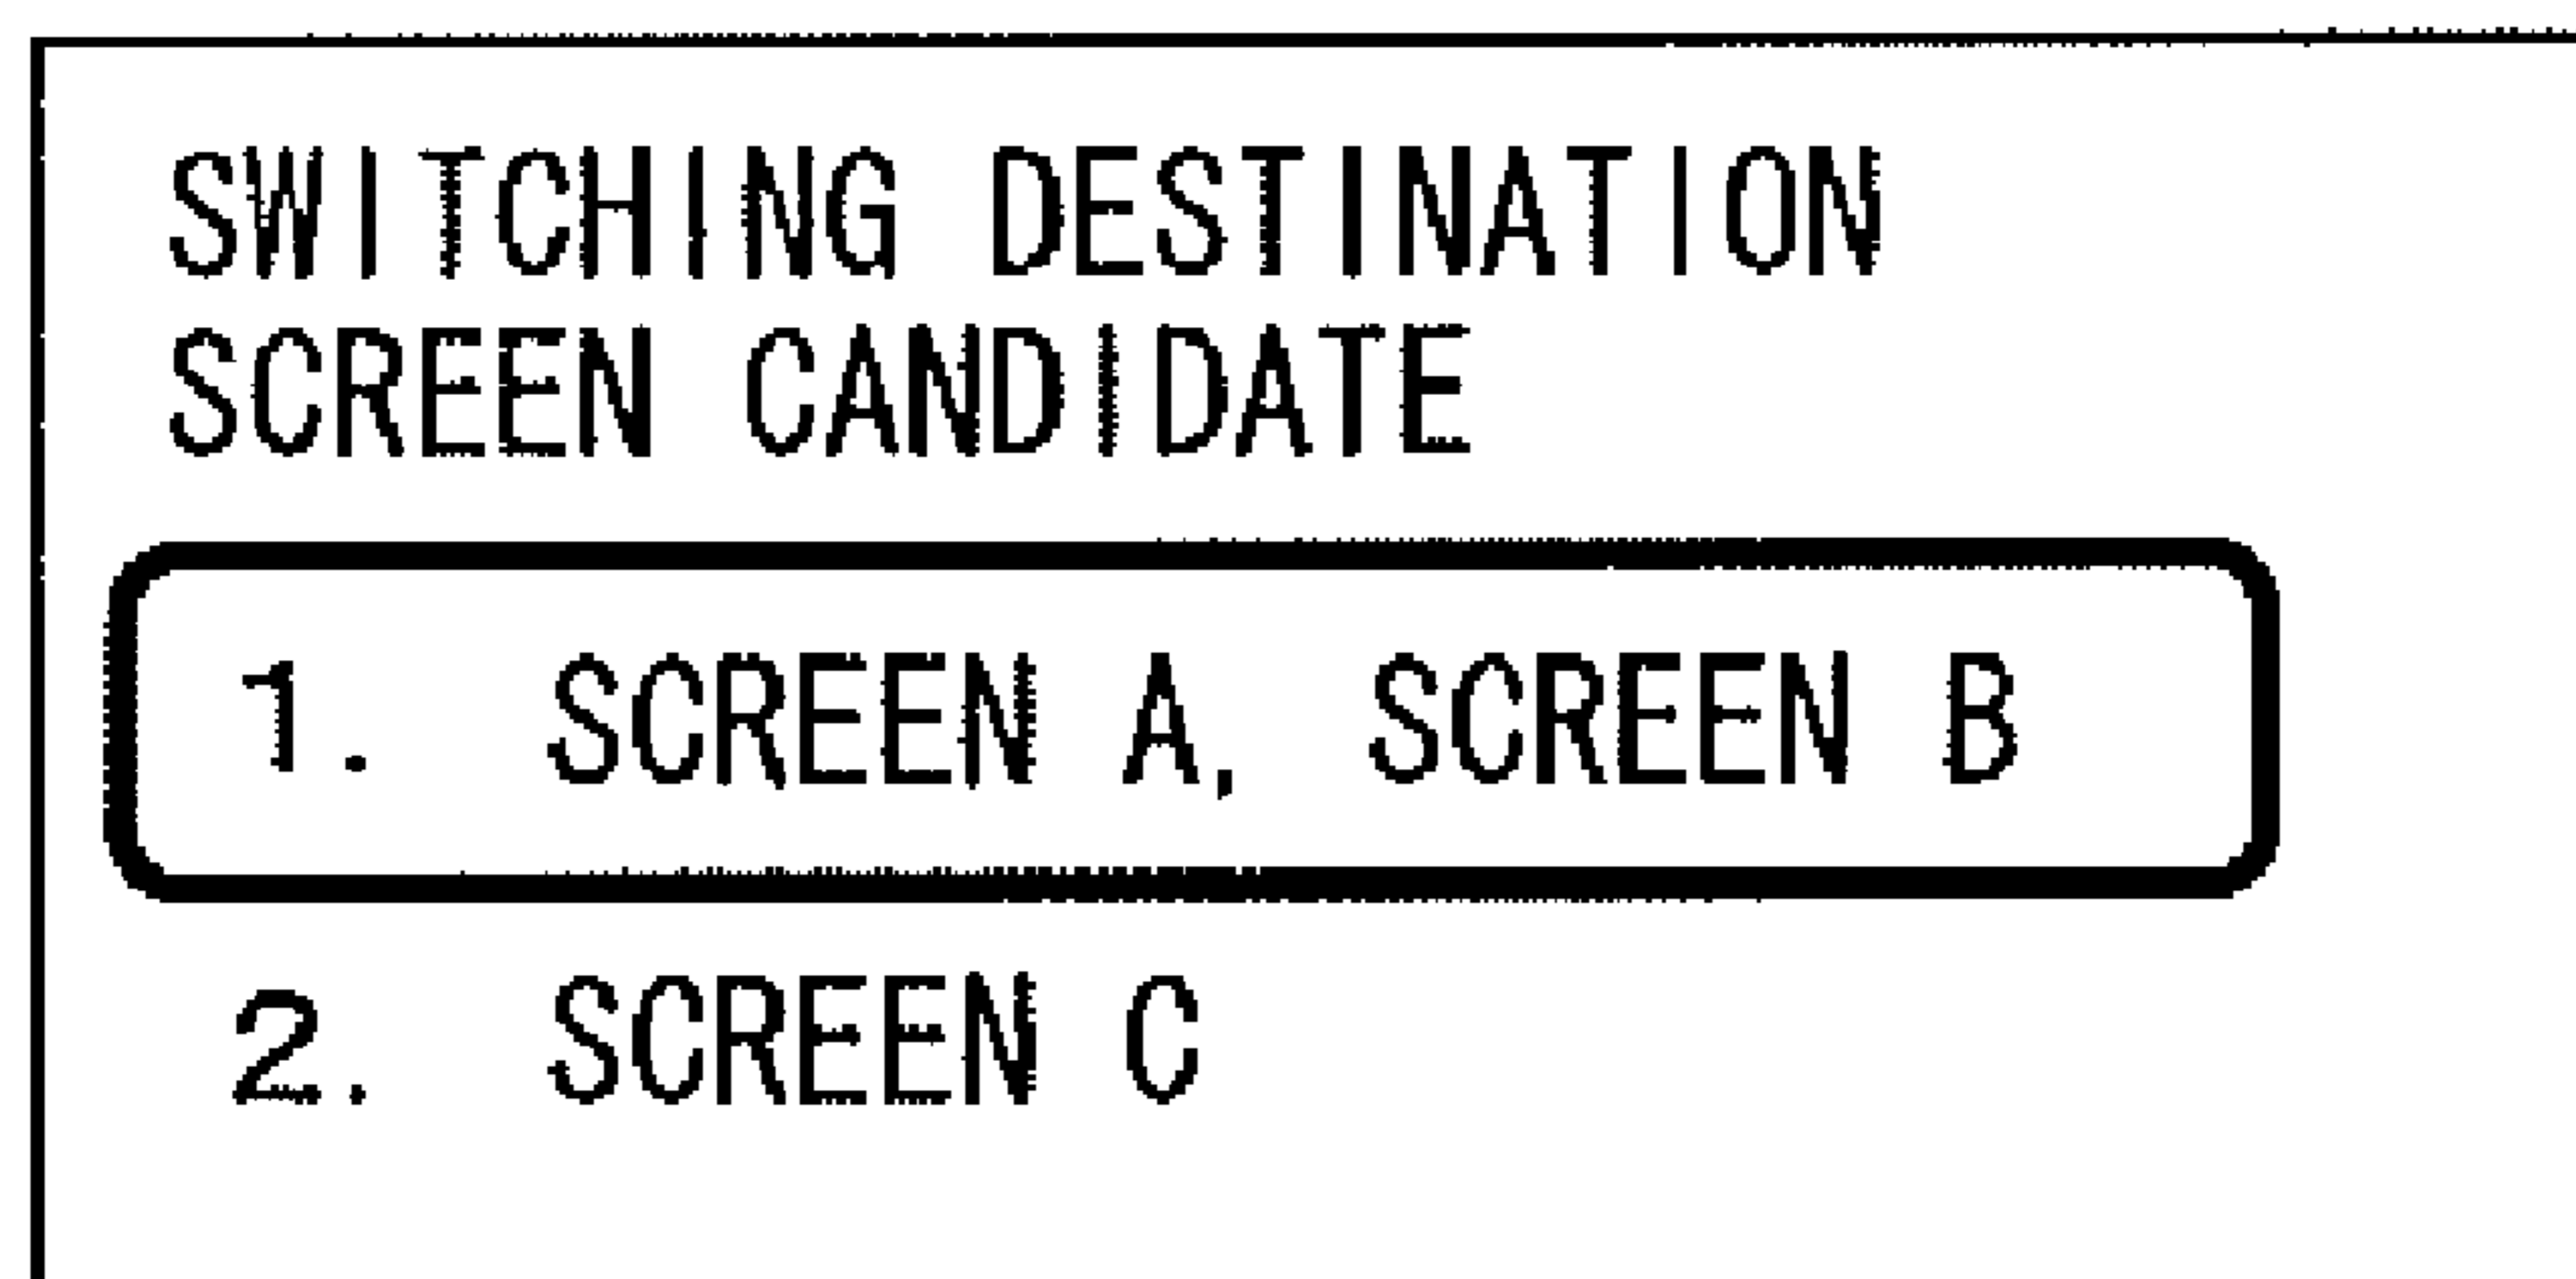 SWITCHING DESTINATION
SCREEN CANDIDATE
1. SCREEN A, SCREEN B
2. SCREEN C